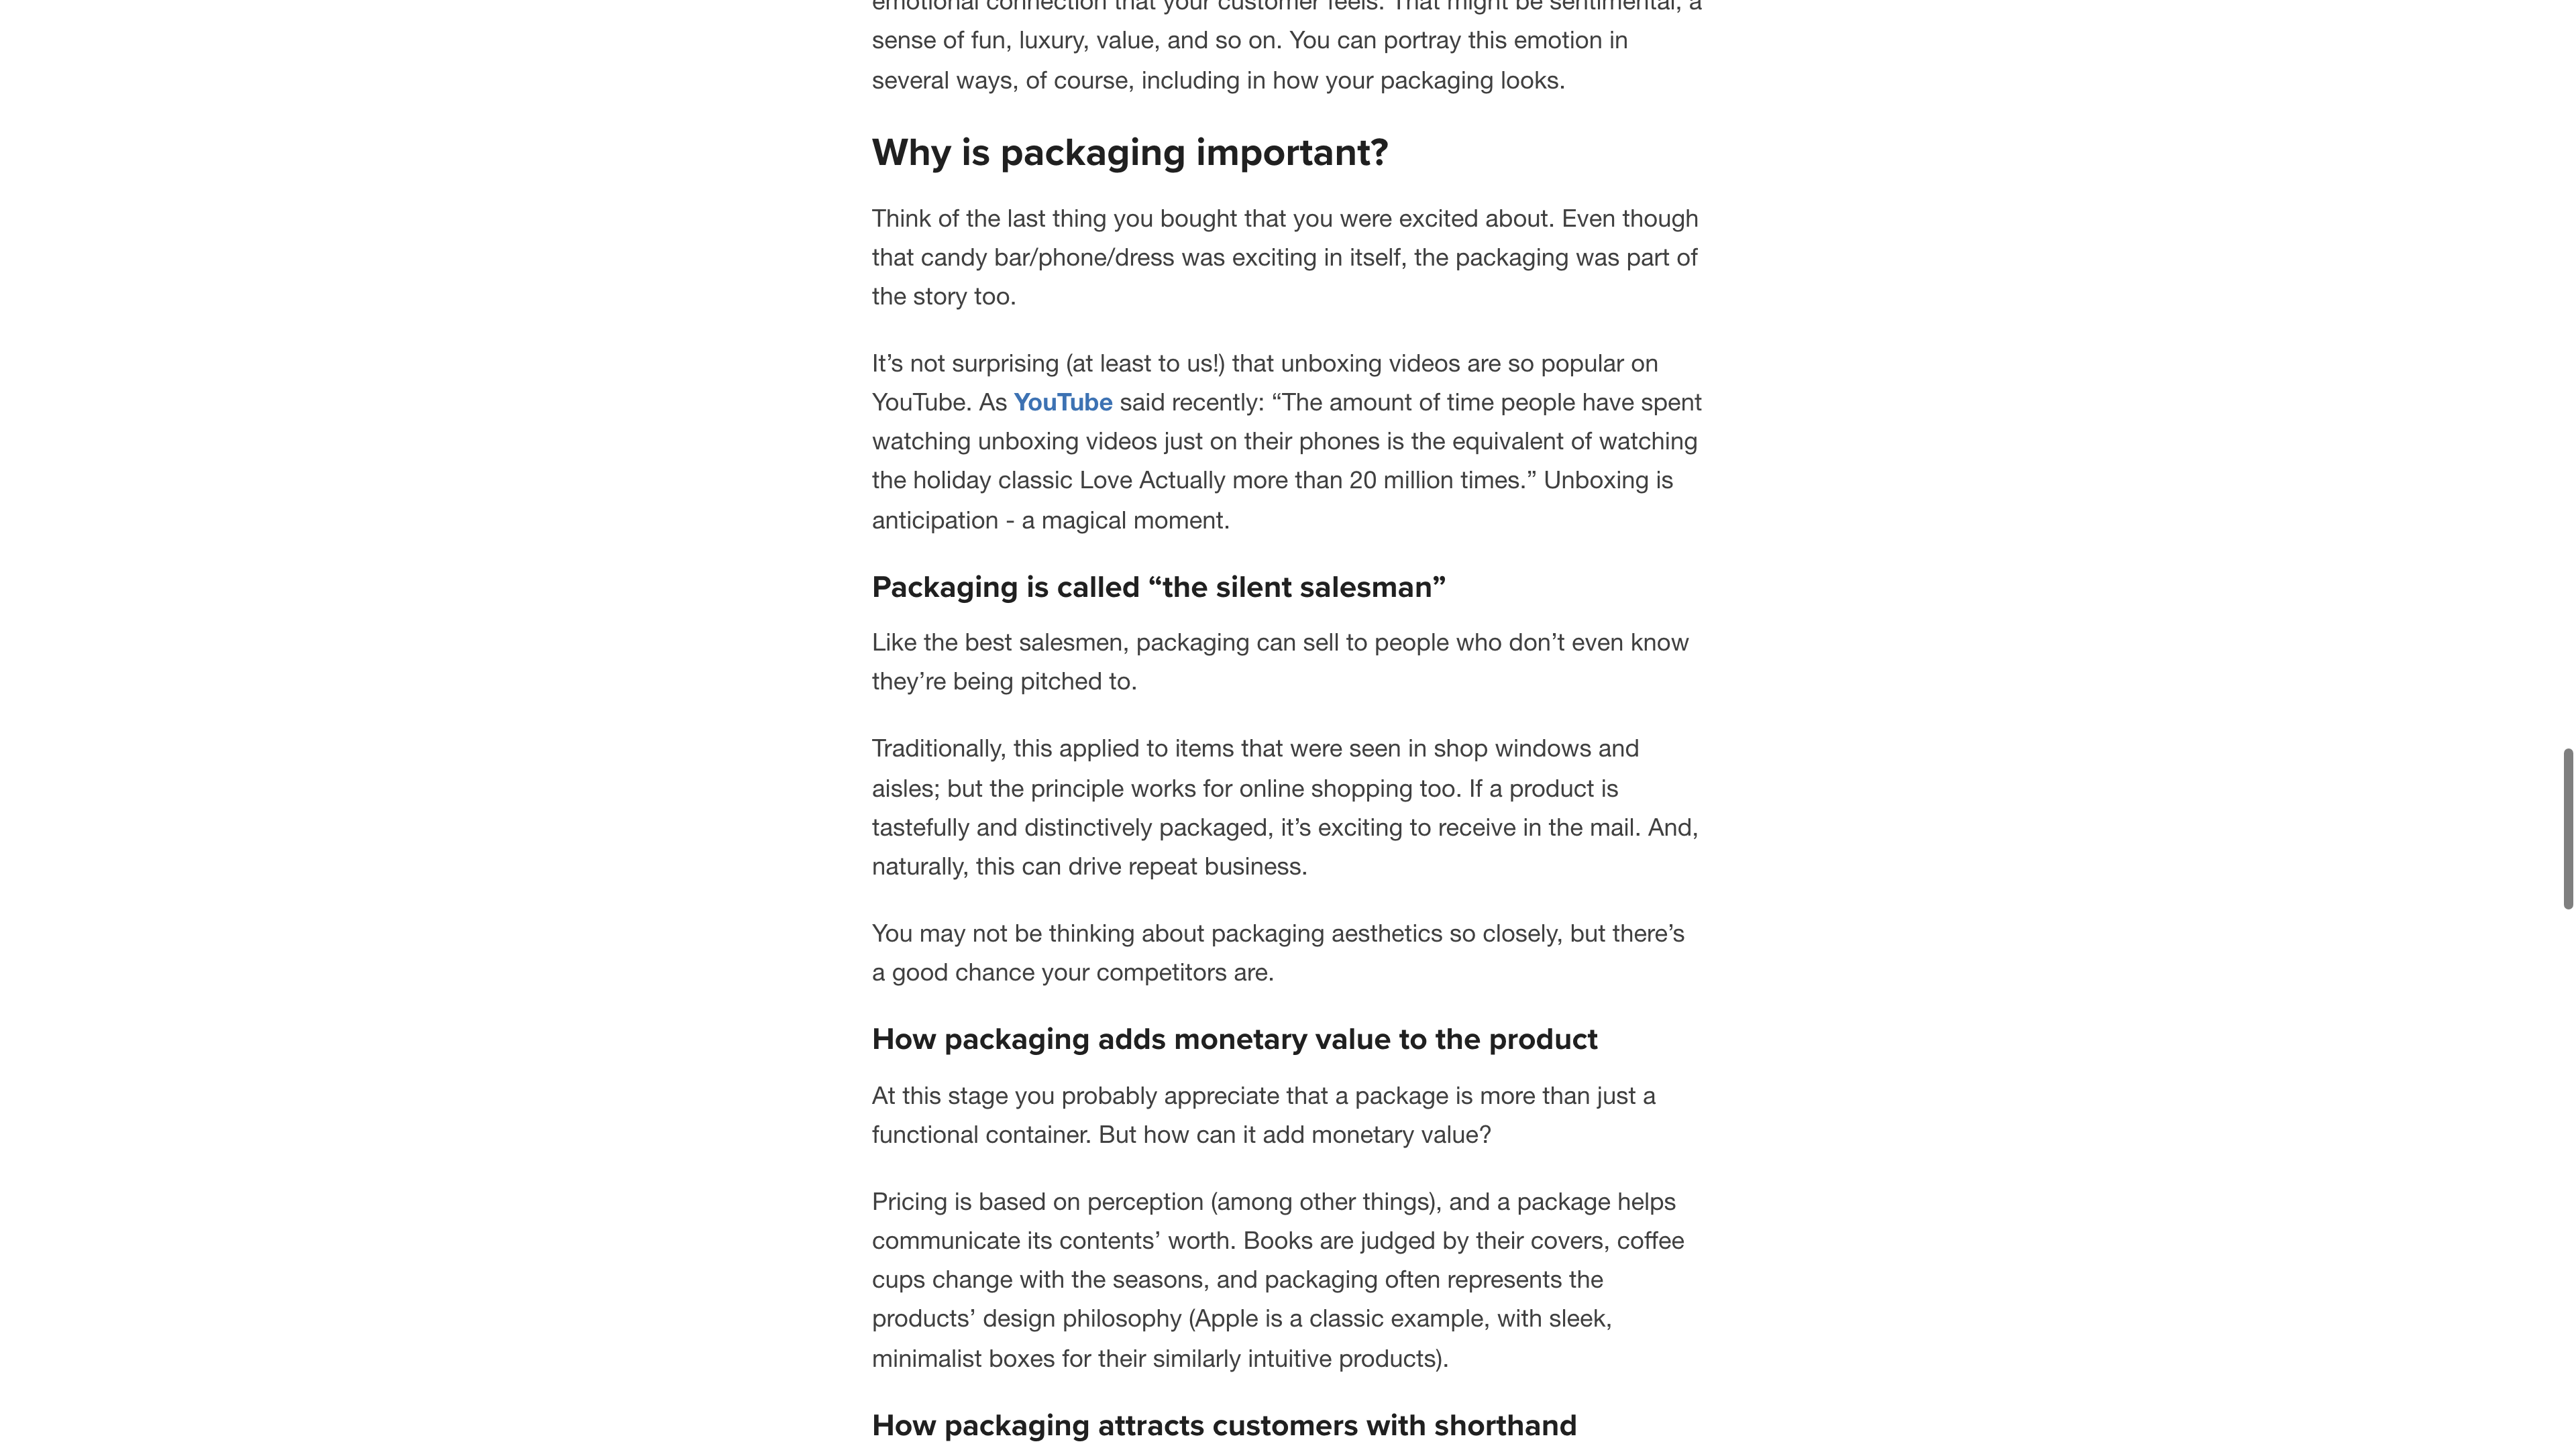 emotional connection that your customer feels. That might be sentimental, a
sense of fun, luxury, value, and so on. You can portray this emotion in
several ways, of course, including in how your packaging looks.
Why is packaging important?
Think of the last thing you bought that you were excited about. Even though
that candy bar/phone/dress was exciting in itself, the packaging was part of
the story too.
It’s not surprising (at least to us!) that unboxing videos are so popular on
YouTube. As YouTube said recently: “The amount of time people have spent
watching unboxing videos just on their phones is the equivalent of watching
the holiday classic Love Actually more than 20 million times.” Unboxing is
anticipation - a magical moment.
Packaging is called “the silent salesman”
Like the best salesmen, packaging can sell to people who don’t even know
they’re being pitched to.
Traditionally, this applied to items that were seen in shop windows and
aisles; but the principle works for online shopping too. If a product is
tastefully and distinctively packaged, it’s exciting to receive in the mail. And,
naturally, this can drive repeat business.
You may not be thinking about packaging aesthetics so closely, but there’s
a good chance your competitors are.
How packaging adds monetary value to the product
At this stage you probably appreciate that a package is more than just a
functional container. But how can it add monetary value?
Pricing is based on perception (among other things), and a package helps
communicate its contents’ worth. Books are judged by their covers, coffee
cups change with the seasons, and packaging often represents the
products’ design philosophy (Apple is a classic example, with sleek,
minimalist boxes for their similarly intuitive products).
How packaging attracts customers with shorthand